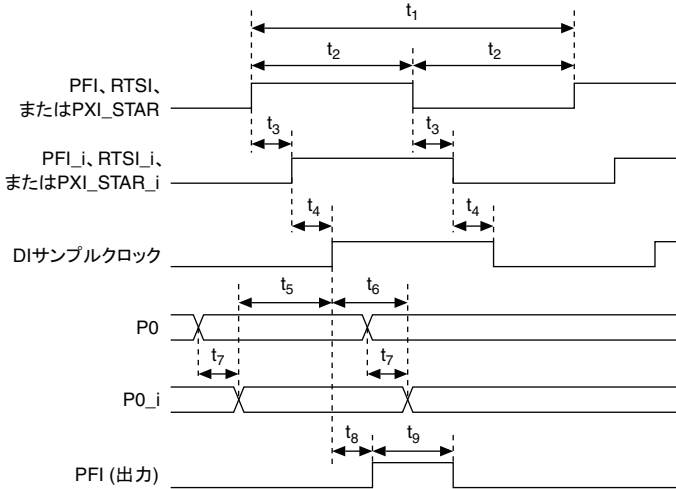 t1
t2 t2
PFI、RTSI、
またはPXI_STAR
t3 t3
PFI_i、RTSI_i、
またはPXI_STAR_i
t4 t4
DIサンプルクロック
t5 t6
P0
t7 t7
P0_i
t8 t9
PFI (出力)